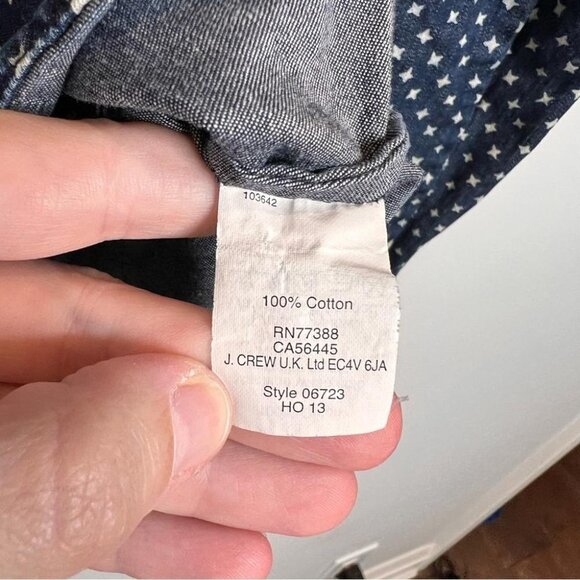 103642
100% Cotton
RN77388
CA56445
J. CREW U.K. Ltd EC4V 6JA
Style 06723
HO 13